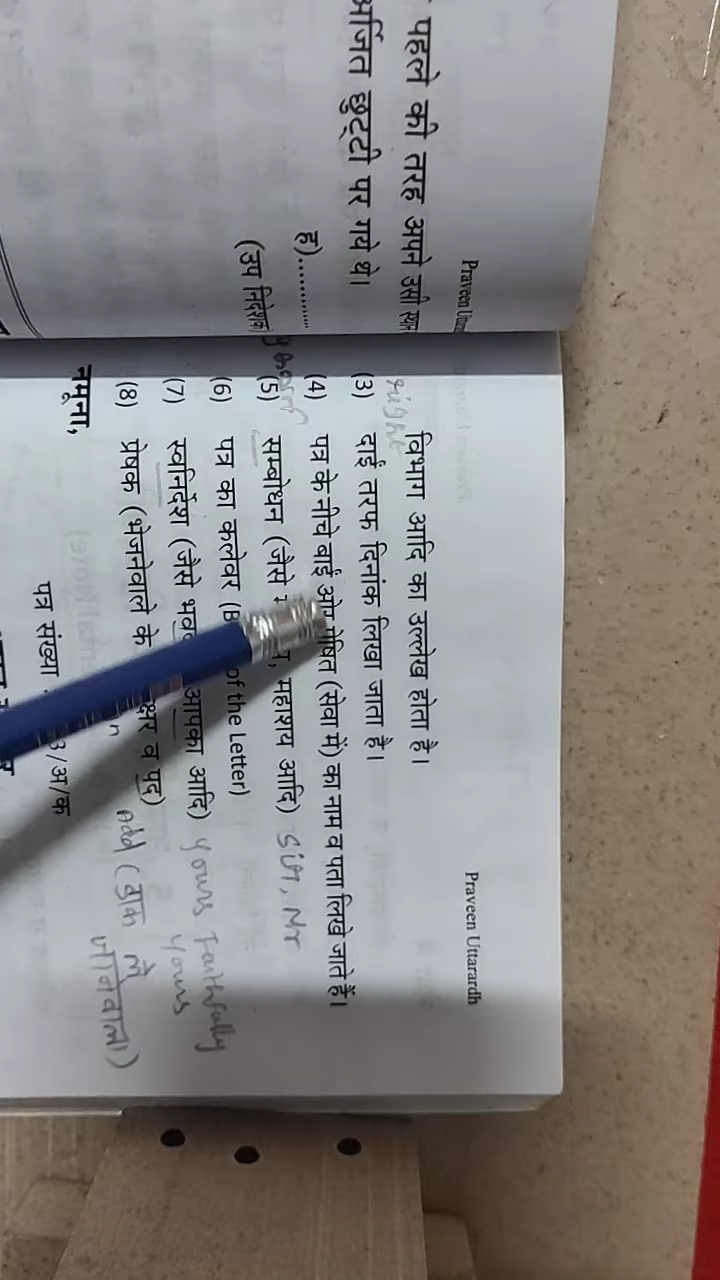 Praveen
पहले की तरह अपने उसी स्थान
अर्जित छुट्टी पर गये थे।
ह)............
(उप निदेशक
Praveen Uttarardh
विभाग आदि का उल्लेख होता है।
right
(3) दाईं तरफ दिनांक लिखा जाता है।
(4) पत्र के नीचे बाईं ओर प्रेषित (सेवा में) का नाम व पता लिखे जाते हैं।
(5) सम्बोधन (जैसे महाशय आदि) Sir, Mr
(6) पत्र का कलेवर of the Letter)
(7) स्वनिर्देश (जैसे आपका आदि) Yours Faithfully
Yours
(8) प्रेषक (भेजनेवाले के व पद)
Add (डाक ले
जानेवाला)
नमूना,
पत्र संख्या 3/अ/क